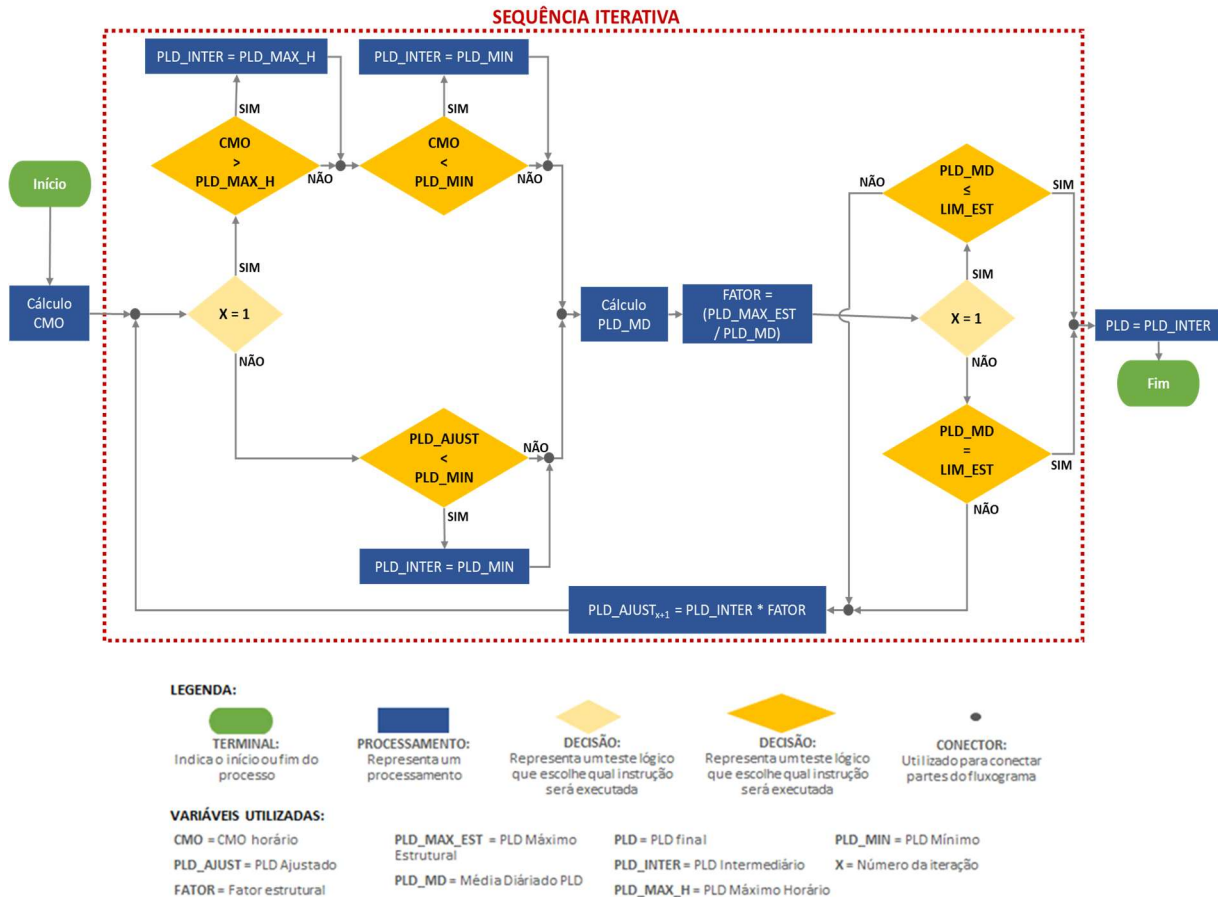 SEQUÊNCIA ITERATIVA
PLD_INTER = PLD_MAX_H
PLD_INTER = PLD_MIN
SIM
SIM
CMO
>
PLD_MAX_H
NÃO
CMO
<
PLD_MIN
NÃO
Início
SIM
Cálculo
CMO
X = 1
NÃO
PLD_AJUST
<
PLD_MIN
NÃO
SIM
PLD_INTER = PLD_MIN
Cálculo
PLD_MD
FATOR =
(PLD_MAX_EST
/ PLD_MD)
NÃO
PLD_MD
≤
LIM_EST
SIM
SIM
X = 1
NÃO
PLD_MD
=
LIM_EST
SIM
NÃO
PLD = PLD_INTER
Fim
PLD_AJUSTx+1 = PLD_INTER * FATOR
LEGENDA:
TERMINAL:
Indica o início ou fim do
processo
PROCESSAMENTO:
Representa um
processamento
DECISÃO:
Representa um teste lógico
que escolhe qual instrução
será executada
DECISÃO:
Representa um teste lógico
que escolhe qual instrução
será executada
CONECTOR:
Utilizado para conectar
partes do fluxograma
VARIÁVEIS UTILIZADAS:
CMO = CMO horário
PLD_AJUST = PLD Ajustado
FATOR = Fator estrutural
PLD_MAX_EST = PLD Máximo
Estrutural
PLD_MD = Média Diáriado PLD
PLD = PLD final
PLD_INTER = PLD Intermediário
PLD_MAX_H = PLD Máximo Horário
PLD_MIN = PLD Mínimo
X = Número da iteração